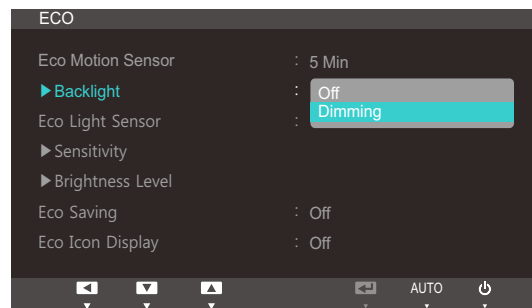 ECO
Eco Motion Sensor : 5 Min
▶Backlight : Off
Dimming
Eco Light Sensor :
▶Sensitivity
▶Brightness Level
Eco Saving : Off
Eco Icon Display : Off
AUTO